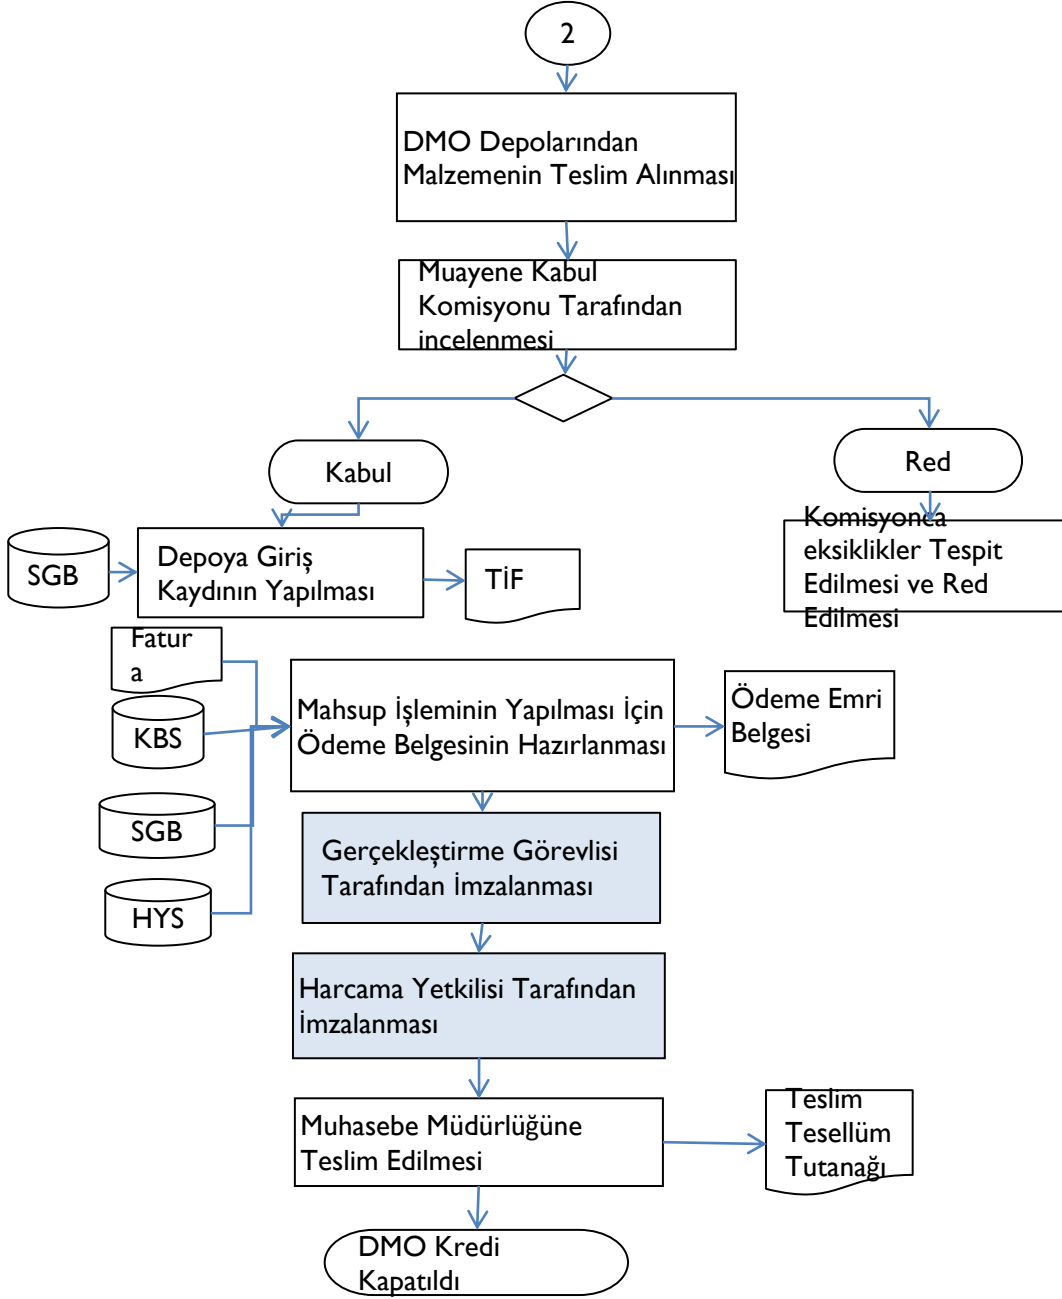 2
DMO Depolarından
Malzemenin Teslim Alınması
Muayene Kabul
Komisyonu Tarafından
incelenmesi
Kabul
Red
SGB
Depoya Giriş
Kaydının Yapılması
TİF
Komisyonca
eksiklikler Tespit
Edilmesi ve Red
Edilmesi
Fatur
a
KBS
SGB
HYS
Mahsup İşleminin Yapılması İçin
Ödeme Belgesinin Hazırlanması
Ödeme Emri
Belgesi
Gerçekleştirme Görevlisi
Tarafından İmzalanması
Harcama Yetkilisi Tarafından
İmzalanması
Muhasebe Müdürlüğüne
Teslim Edilmesi
Teslim
Tesellüm
Tutanağı
DMO Kredi
Kapatıldı